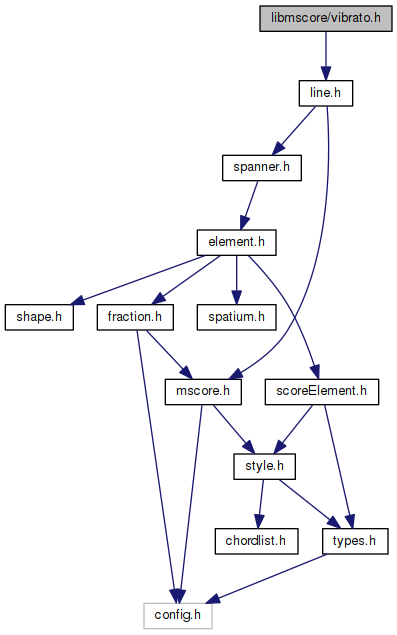 libmscore/vibrato.h
line.h
spanner.h
element.h
shape.h
fraction.h
spatium.h
mscore.h
scoreElement.h
style.h
chordlist.h
types.h
config.h